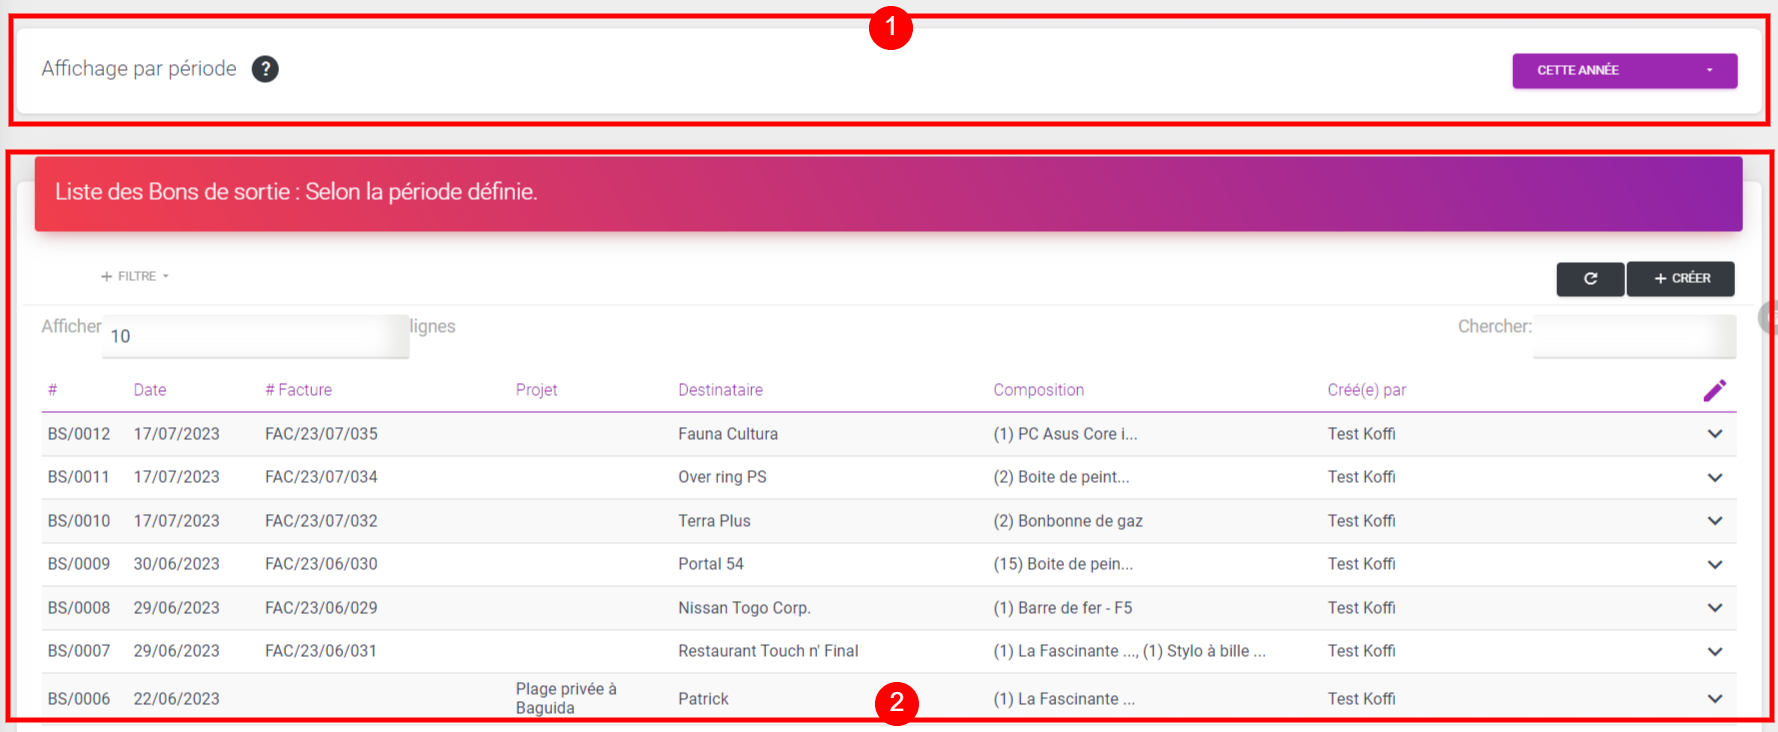 1
Affichage par période ?
CETTE ANNÉE
Liste des Bons de sortie : Selon la période définie.
+ FILTRE
+ CRÉER
Afficher 10 lignes
Chercher:
# Date # Facture Projet Destinataire Composition Créé(e) par
BS/0012 17/07/2023 FAC/23/07/035 Fauna Cultura (1) PC Asus Core i... Test Koffi
BS/0011 17/07/2023 FAC/23/07/034 Over ring PS (2) Boite de peint... Test Koffi
BS/0010 17/07/2023 FAC/23/07/032 Terra Plus (2) Bonbonne de gaz Test Koffi
BS/0009 30/06/2023 FAC/23/06/030 Portal 54 (15) Boite de pein... Test Koffi
BS/0008 29/06/2023 FAC/23/06/029 Nissan Togo Corp. (1) Barre de fer - F5 Test Koffi
BS/0007 29/06/2023 FAC/23/06/031 Restaurant Touch n' Final (1) La Fascinante ..., (1) Stylo à bille ... Test Koffi
BS/0006 22/06/2023 Plage privée à Baguida Patrick (1) La Fascinante ... Test Koffi
2